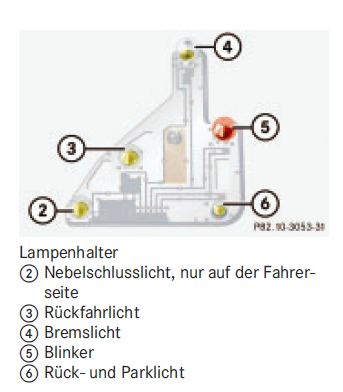 ④
③
⑤
②
⑥
P82.10-3053-31
Lampenhalter
② Nebelschlusslicht, nur auf der Fahrer-
seite
③ Rückfahrlicht
④ Bremslicht
⑤ Blinker
⑥ Rück- und Parklicht